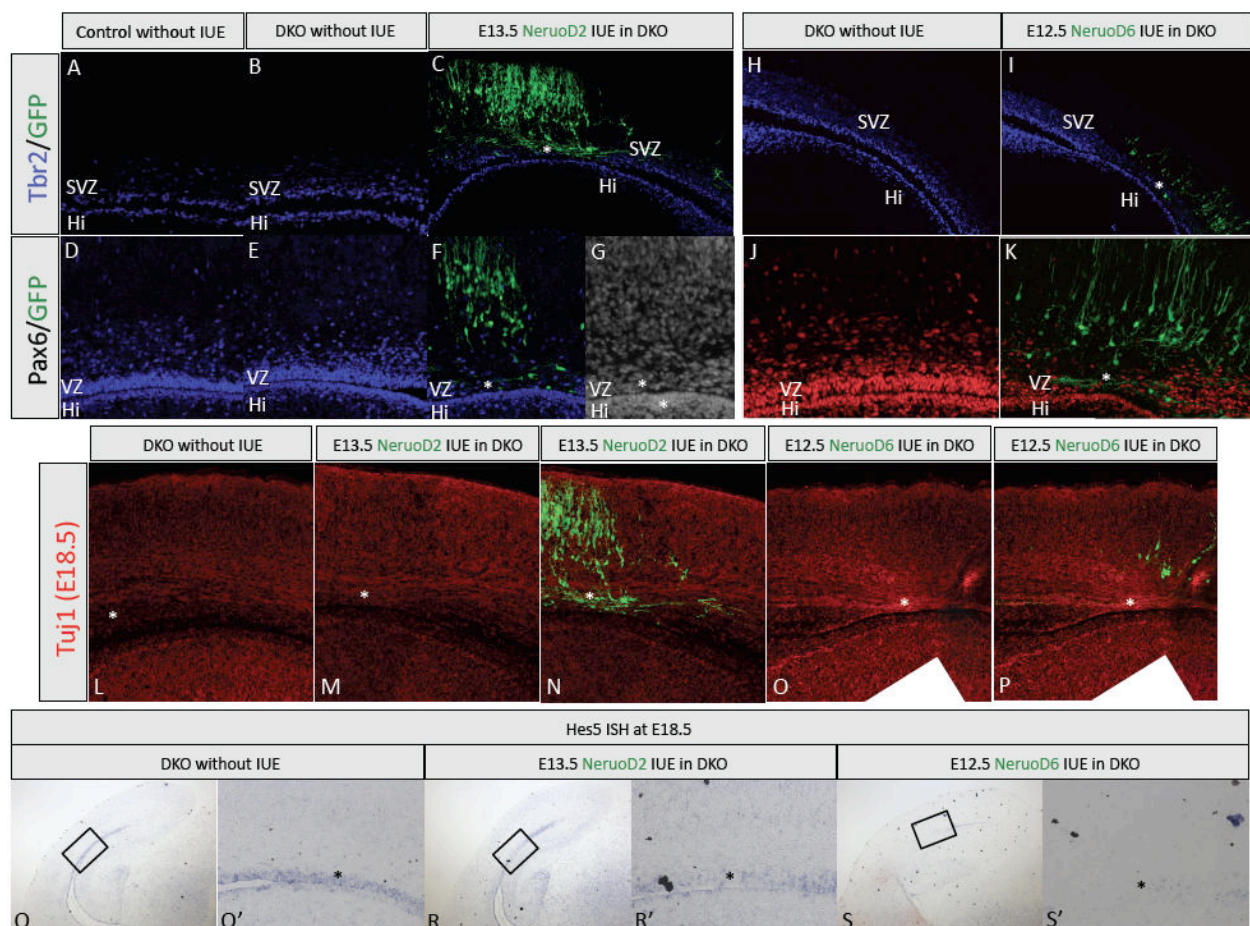 Control without IUE
DKO without IUE
E13.5 NeruoD2 IUE in DKO
DKO without IUE
E12.5 NeruoD6 IUE in DKO
Tbr2/GFP
A
SVZ
Hi
B
SVZ
Hi
C
*
SVZ
Hi
H
SVZ
Hi
I
SVZ
*
Hi
Pax6/GFP
D
VZ
Hi
E
VZ
Hi
F
*
VZ
Hi
G
*
VZ
*
Hi
J
VZ
Hi
K
*
VZ
Hi
DKO without IUE
E13.5 NeruoD2 IUE in DKO
E13.5 NeruoD2 IUE in DKO
E12.5 NeruoD6 IUE in DKO
E12.5 NeruoD6 IUE in DKO
Tuj1 (E18.5)
*
L
*
M
*
N
*
O
*
P
Hes5 ISH at E18.5
DKO without IUE
E13.5 NeruoD2 IUE in DKO
E12.5 NeruoD6 IUE in DKO
Q
*
Q’
R
*
R’
S
*
S’